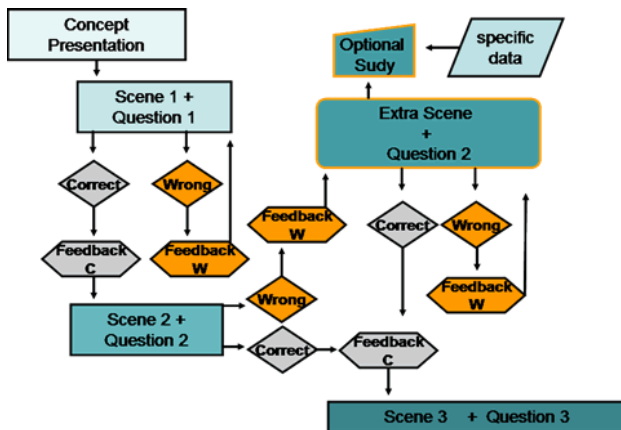 Concept
Presentation
Optional
Sudy
specific
data
Scene 1 +
Question 1
Extra Scene
+
Question 2
Correct
Wrong
Feedback
C
Feedback
W
Feedback
W
Correct
Wrong
Feedback
W
Scene 2 +
Question 2
Wrong
Correct
Feedback
C
Scene 3 + Question 3